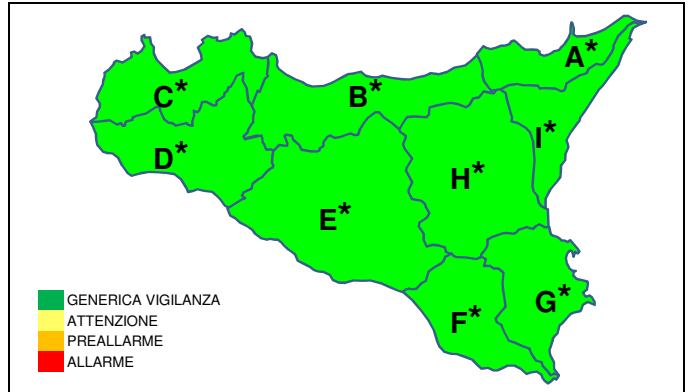 A*
C*
B*
I*
D*
H*
E*
G*
F*
GENERICA VIGILANZA
ATTENZIONE
PREALLARME
ALLARME